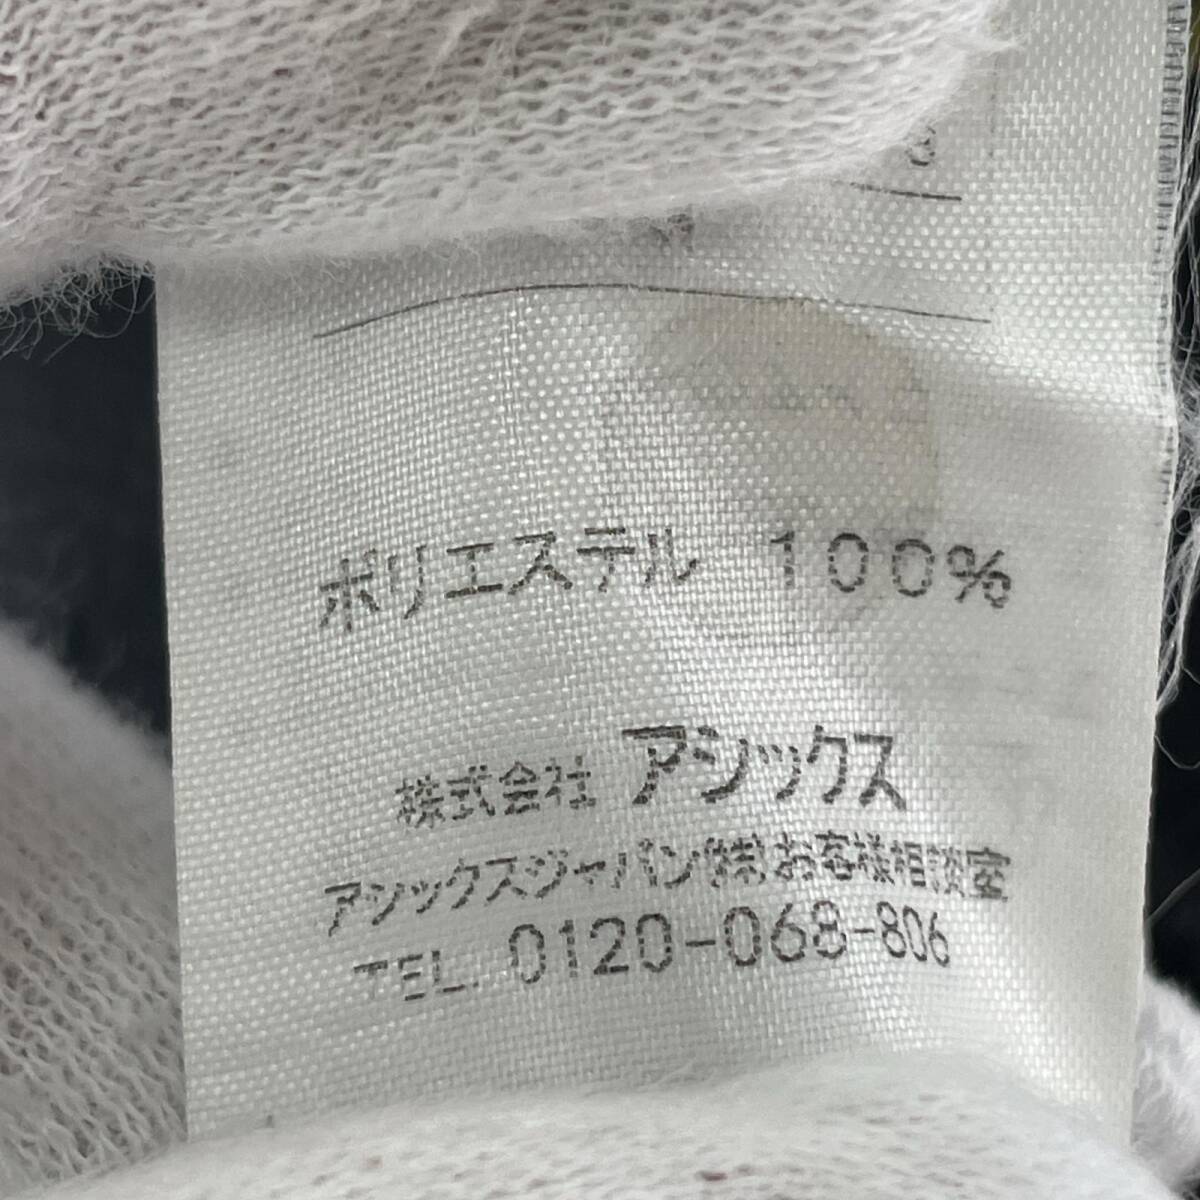 ポリエステル 100%
株式会社 アシックス
アシックスジャパン(株)お客様相談室
TEL. 0120-068-806